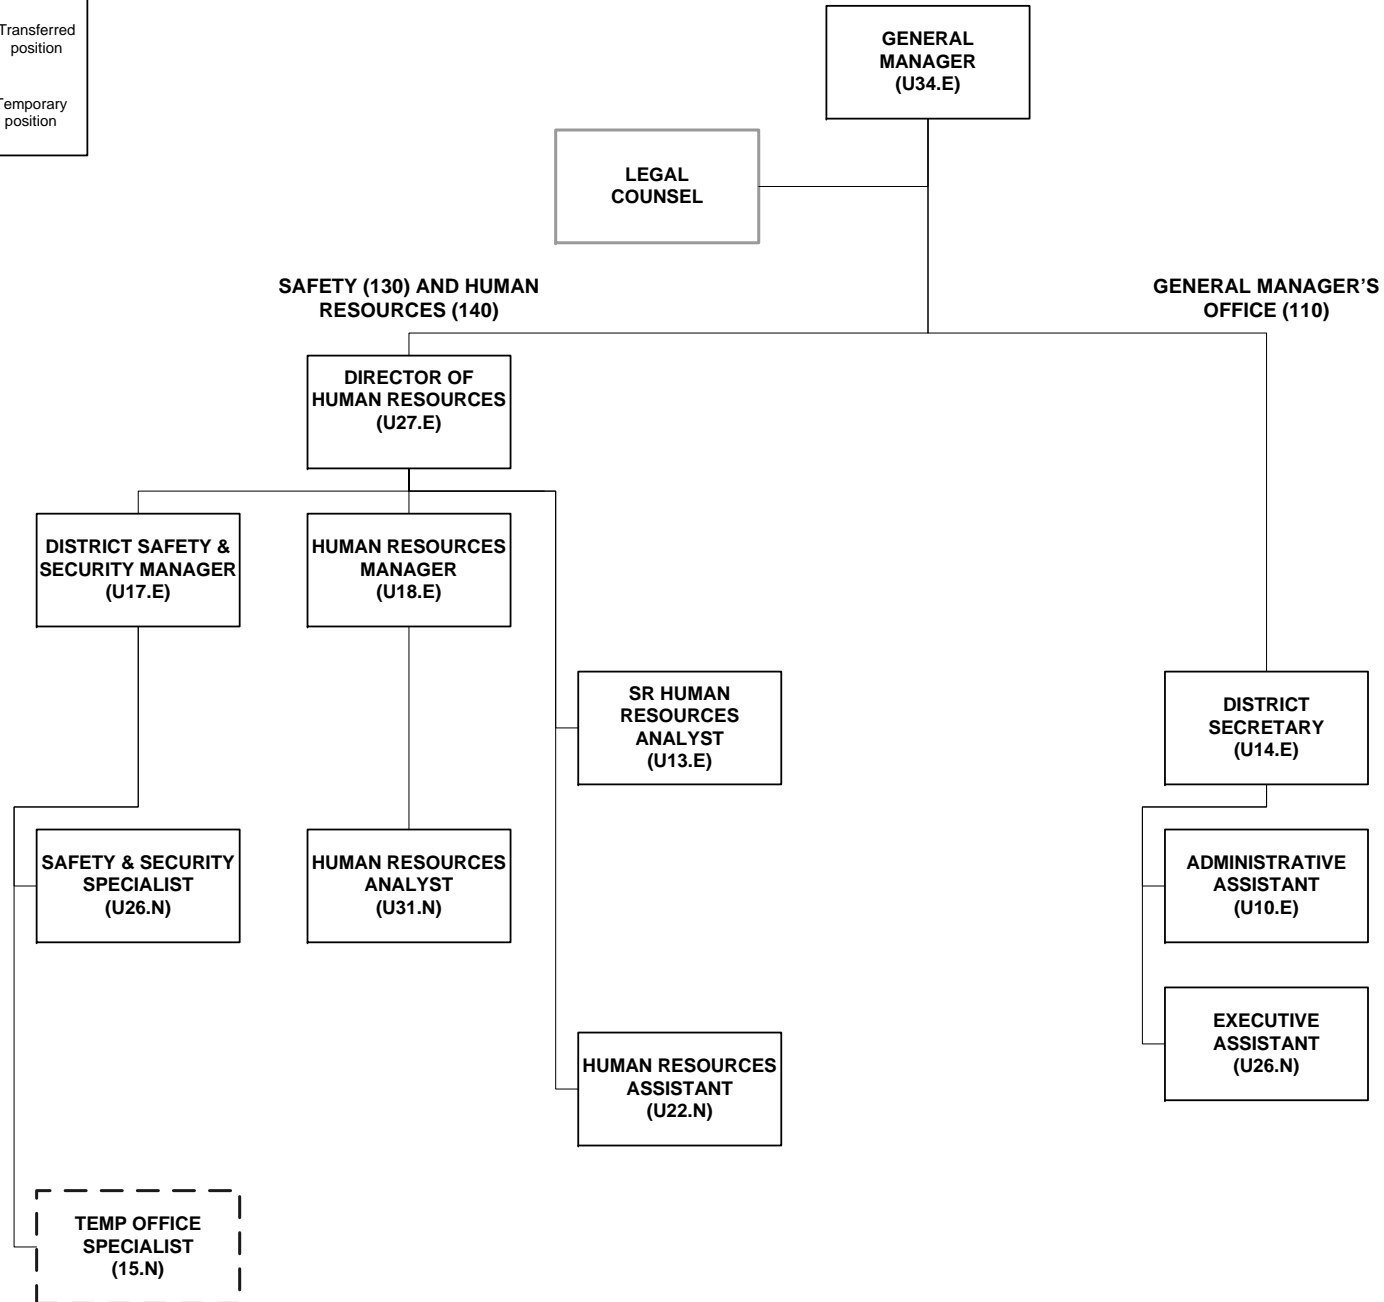 Transferred
position
Temporary
position
GENERAL
MANAGER
(U34.E)
LEGAL
COUNSEL
SAFETY (130) AND HUMAN
RESOURCES (140)
GENERAL MANAGER’S
OFFICE (110)
DIRECTOR OF
HUMAN RESOURCES
(U27.E)
DISTRICT SAFETY &
SECURITY MANAGER
(U17.E)
HUMAN RESOURCES
MANAGER
(U18.E)
SR HUMAN
RESOURCES
ANALYST
(U13.E)
DISTRICT
SECRETARY
(U14.E)
SAFETY & SECURITY
SPECIALIST
(U26.N)
HUMAN RESOURCES
ANALYST
(U31.N)
ADMINISTRATIVE
ASSISTANT
(U10.E)
EXECUTIVE
ASSISTANT
(U26.N)
HUMAN RESOURCES
ASSISTANT
(U22.N)
TEMP OFFICE
SPECIALIST
(15.N)